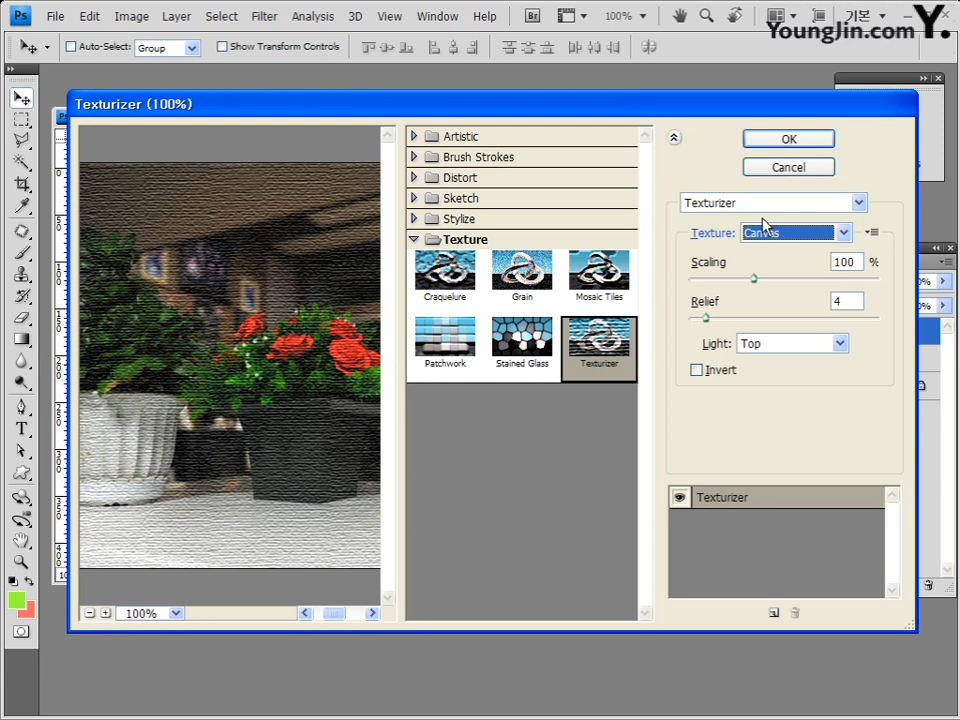 Ps File Edit Image Layer Select Filter Analysis 3D View Window Help Br 100% 기본
YoungJin.com Y.
Auto-Select: Group Show Transform Controls
Texturizer (100%)
Artistic
Brush Strokes
Distort
Sketch
Stylize
Texture
Craquelure Grain Mosaic Tiles
Patchwork Stained Glass Texturizer
100%
OK
Cancel
Texturizer
Texture: Canvas
Scaling 100 %
Relief 4
Light: Top
Invert
Texturizer